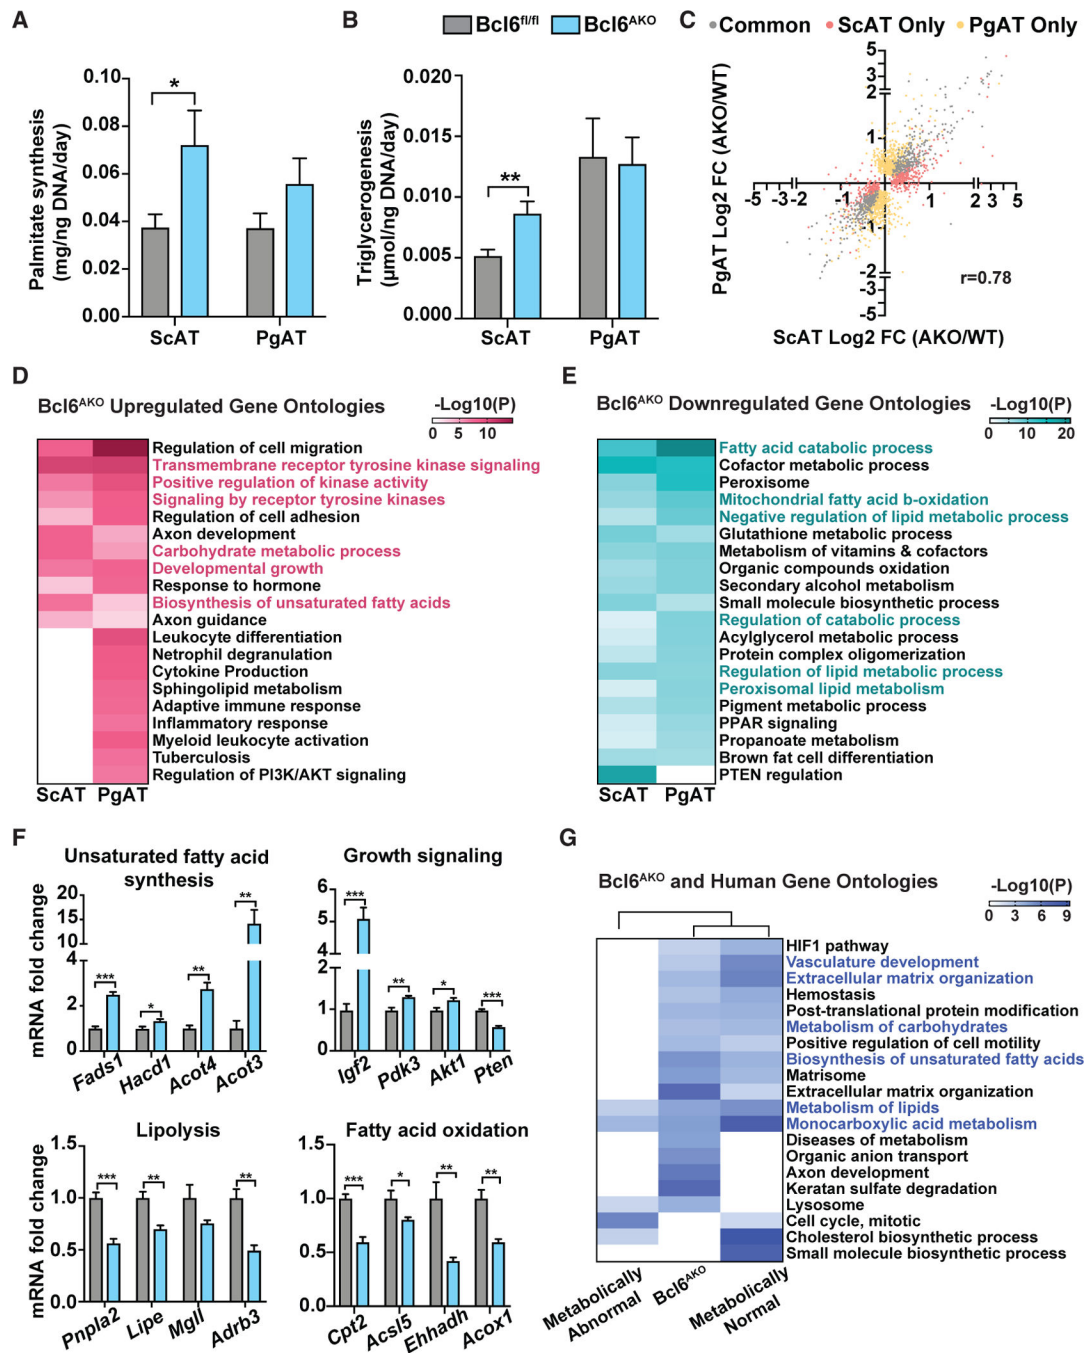 A
B
Bcl6fl/fl Bcl6AKO
C
Common ScAT Only PgAT Only
Palmitate synthesis
(mg/ng DNA/day)
0.10
0.08
0.06
0.04
0.02
0.00
*
ScAT PgAT
Triglycerogenesis
(μmol/ng DNA/day)
0.020
0.015
0.010
0.005
0.000
**
ScAT PgAT
PgAT Log2 FC (AKO/WT)
5
3
2
1
-5 -3 -2 -1 1 2 3 5
-1
-2
-3
-5
r=0.78
ScAT Log2 FC (AKO/WT)
D
Bcl6AKO Upregulated Gene Ontologies
-Log10(P)
0 5 10
Regulation of cell migration
Transmembrane receptor tyrosine kinase signaling
Positive regulation of kinase activity
Signaling by receptor tyrosine kinases
Regulation of cell adhesion
Axon development
Carbohydrate metabolic process
Developmental growth
Response to hormone
Biosynthesis of unsaturated fatty acids
Axon guidance
Leukocyte differentiation
Netrophil degranulation
Cytokine Production
Sphingolipid metabolism
Adaptive immune response
Inflammatory response
Myeloid leukocyte activation
Tuberculosis
Regulation of PI3K/AKT signaling
ScAT PgAT
E
Bcl6AKO Downregulated Gene Ontologies
-Log10(P)
0 10 20
Fatty acid catabolic process
Cofactor metabolic process
Peroxisome
Mitochondrial fatty acid b-oxidation
Negative regulation of lipid metabolic process
Glutathione metabolic process
Metabolism of vitamins & cofactors
Organic compounds oxidation
Secondary alcohol metabolism
Small molecule biosynthetic process
Regulation of catabolic process
Acylglycerol metabolic process
Protein complex oligomerization
Regulation of lipid metabolic process
Peroxisomal lipid metabolism
Pigment metabolic process
PPAR signaling
Propanoate metabolism
Brown fat cell differentiation
PTEN regulation
ScAT PgAT
F
Unsaturated fatty acid
synthesis
mRNA fold change
20
15
10
4
2
0
*** * ** **
Fads1 Hacd1 Acot4 Acot3
Growth signaling
6
5
4
2
1
0
*** ** * ***
Igf2 Pdk3 Akt1 Pten
Lipolysis
mRNA fold change
1.5
1.0
0.5
0.0
*** ** **
Pnpla2 Lipe Mgll Adrb3
Fatty acid oxidation
1.5
1.0
0.5
0.0
*** * ** **
Cpt2 Acsl5 Ehhadh Acox1
G
Bcl6AKO and Human Gene Ontologies
-Log10(P)
0 3 6 9
HIF1 pathway
Vasculature development
Extracellular matrix organization
Hemostasis
Post-translational protein modification
Metabolism of carbohydrates
Positive regulation of cell motility
Biosynthesis of unsaturated fatty acids
Matrisome
Extracellular matrix organization
Metabolism of lipids
Monocarboxylic acid metabolism
Diseases of metabolism
Organic anion transport
Axon development
Keratan sulfate degradation
Lysosome
Cell cycle, mitotic
Cholesterol biosynthetic process
Small molecule biosynthetic process
Metabolically
Abnormal
Bcl6AKO
Metabolically
Normal